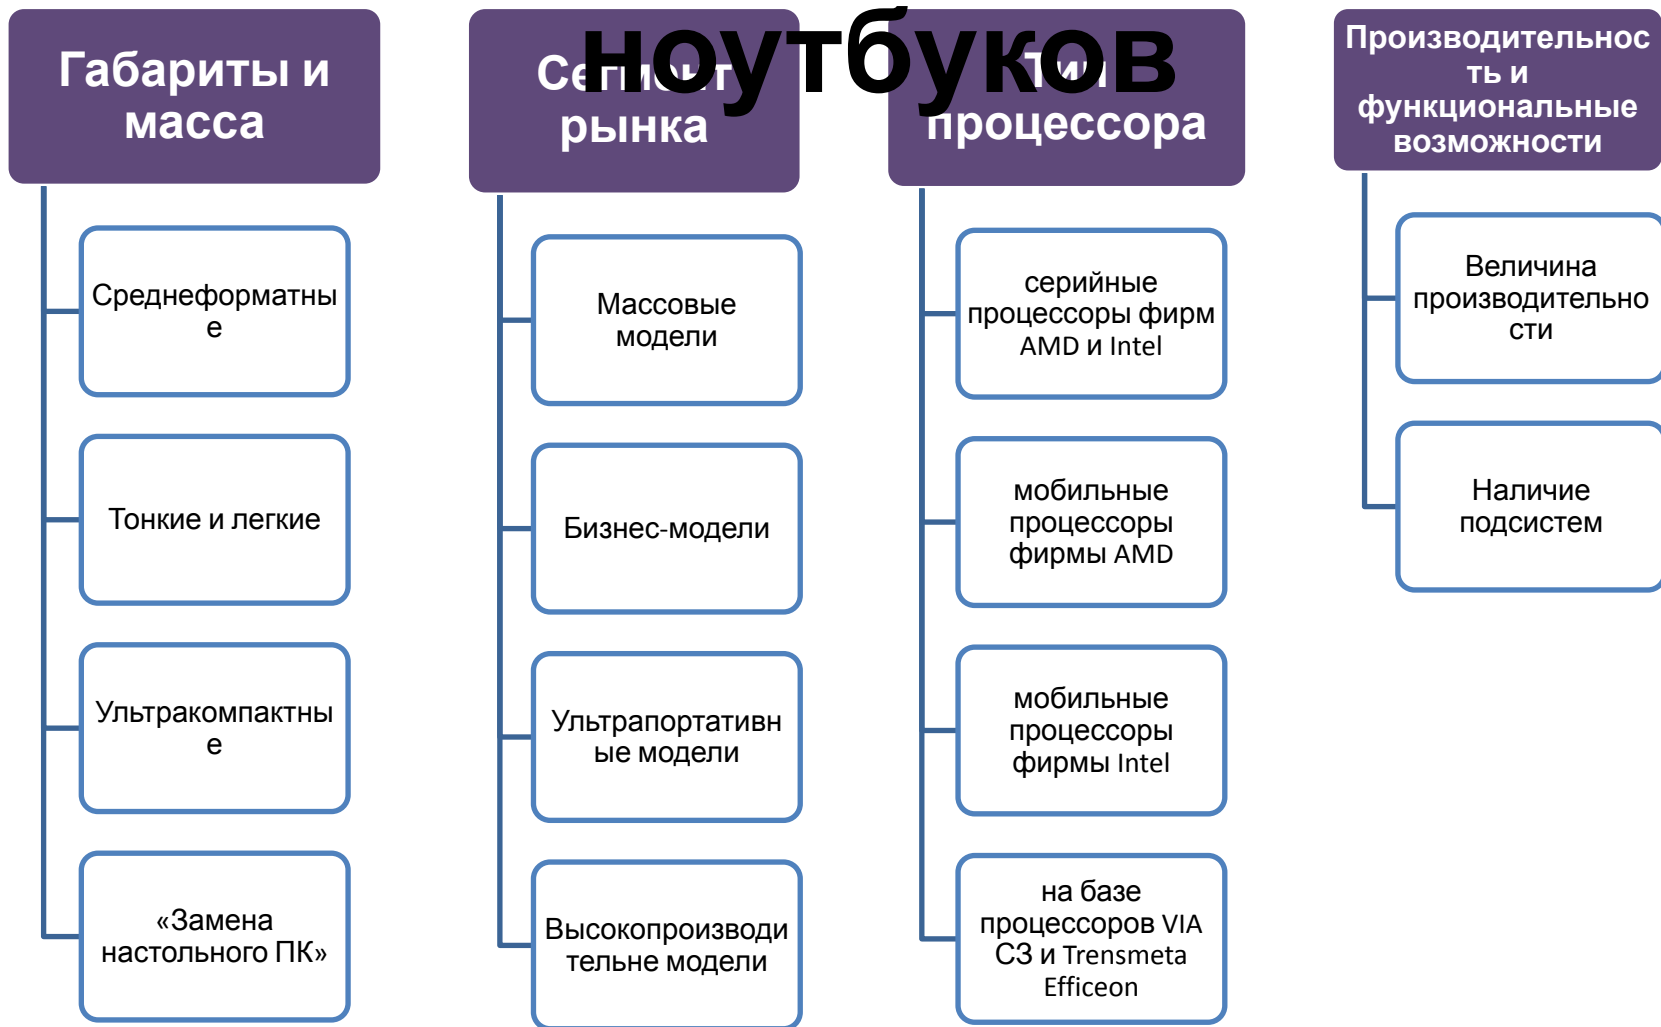 ноутбуков
Габариты и
масса
Среднеформатны
е
Тонкие и легкие
Ультракомпактны
е
«Замена
настольного ПК»
Сегмент
рынка
Массовые
модели
Бизнес-модели
Ультрапортативн
ые модели
Высокопроизводи
тельне модели
Тип
процессора
серийные
процессоры фирм
AMD и Intel
мобильные
процессоры
фирмы AMD
мобильные
процессоры
фирмы Intel
на базе
процессоров VIA
C3 и Trensmeta
Efficeon
Производительнос
ть и
функциональные
возможности
Величина
производительно
сти
Наличие
подсистем